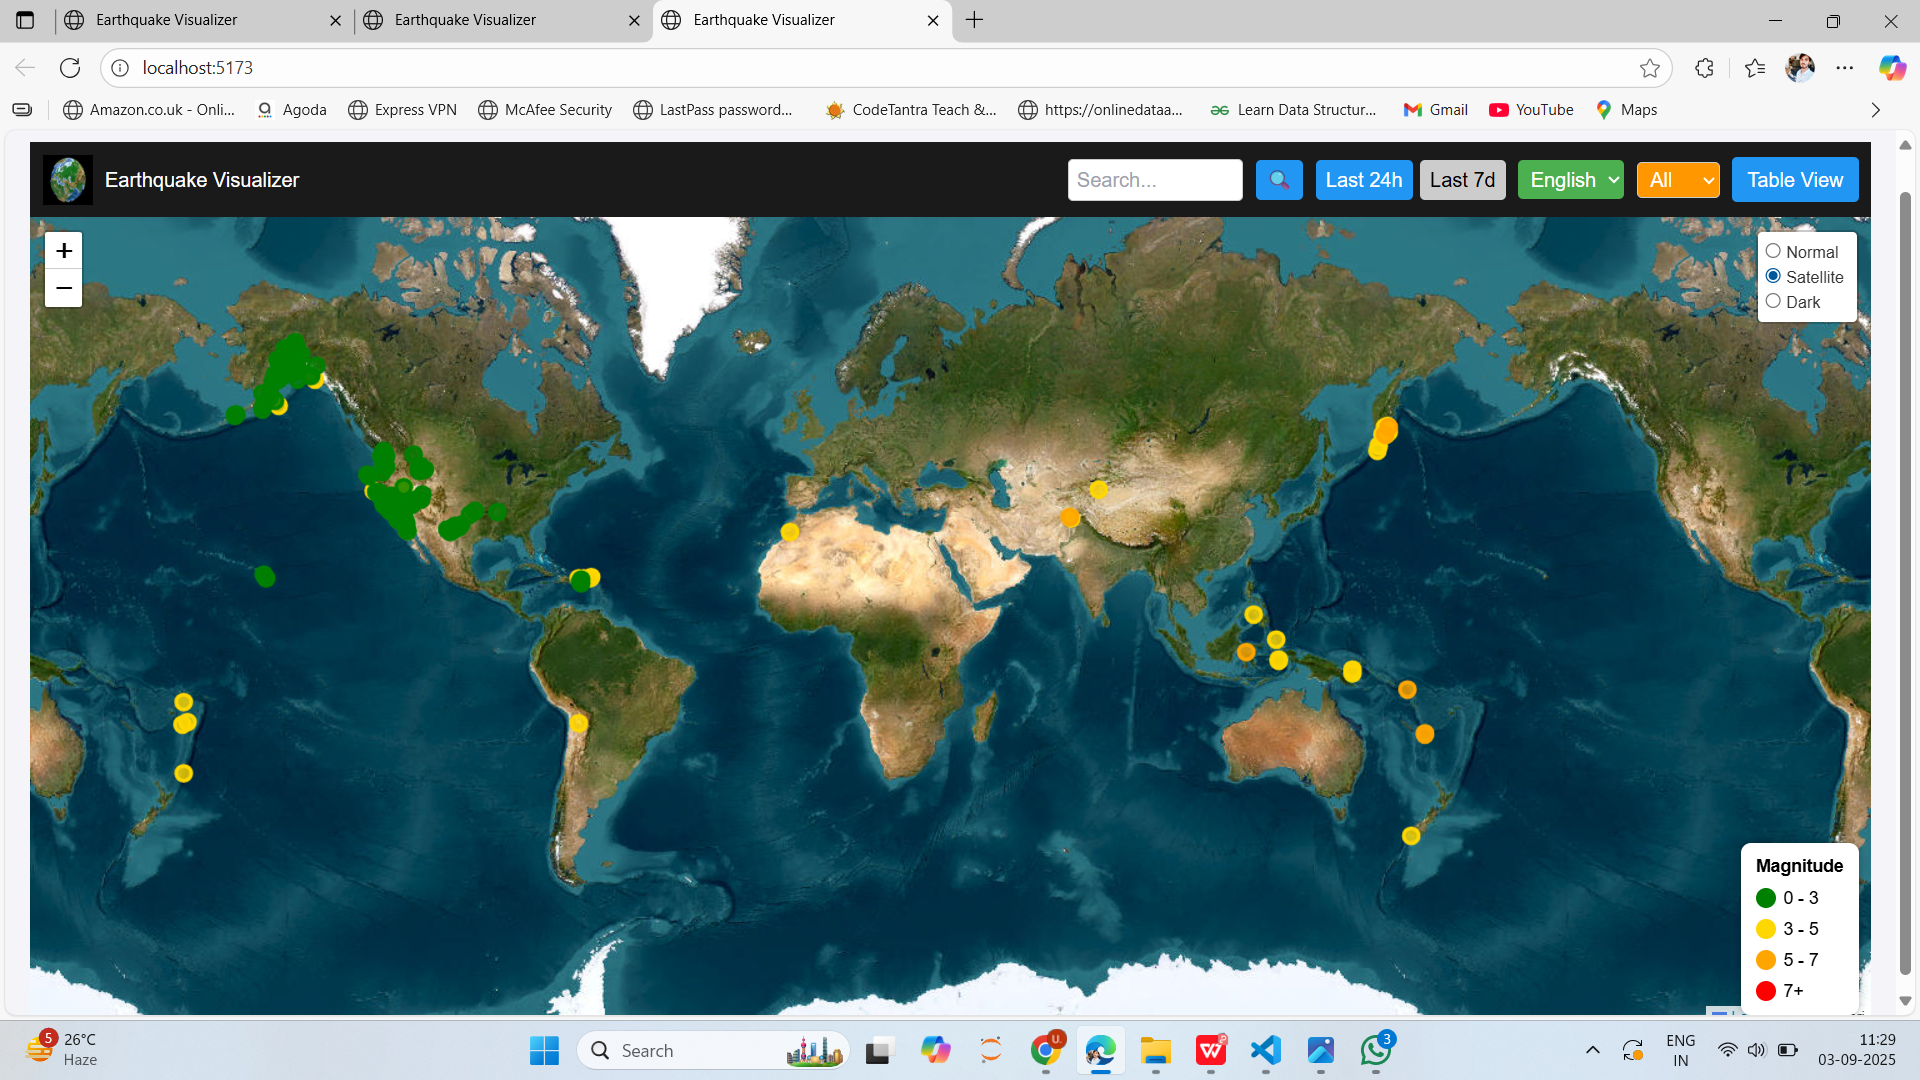 Earthquake Visualizer
Earthquake Visualizer
Earthquake Visualizer
localhost:5173
Amazon.co.uk - Onli...
Agoda
Express VPN
McAfee Security
LastPass password...
CodeTantra Teach &...
https://onlinedataa...
Learn Data Structur...
Gmail
YouTube
Maps
Earthquake Visualizer
Search...
Last 24h
Last 7d
English
All
Table View
+
−
Normal
Satellite
Dark
Magnitude
0 - 3
3 - 5
5 - 7
7+
5
26°C
Haze
Search
U.
W
3
ENG
IN
11:29
03-09-2025